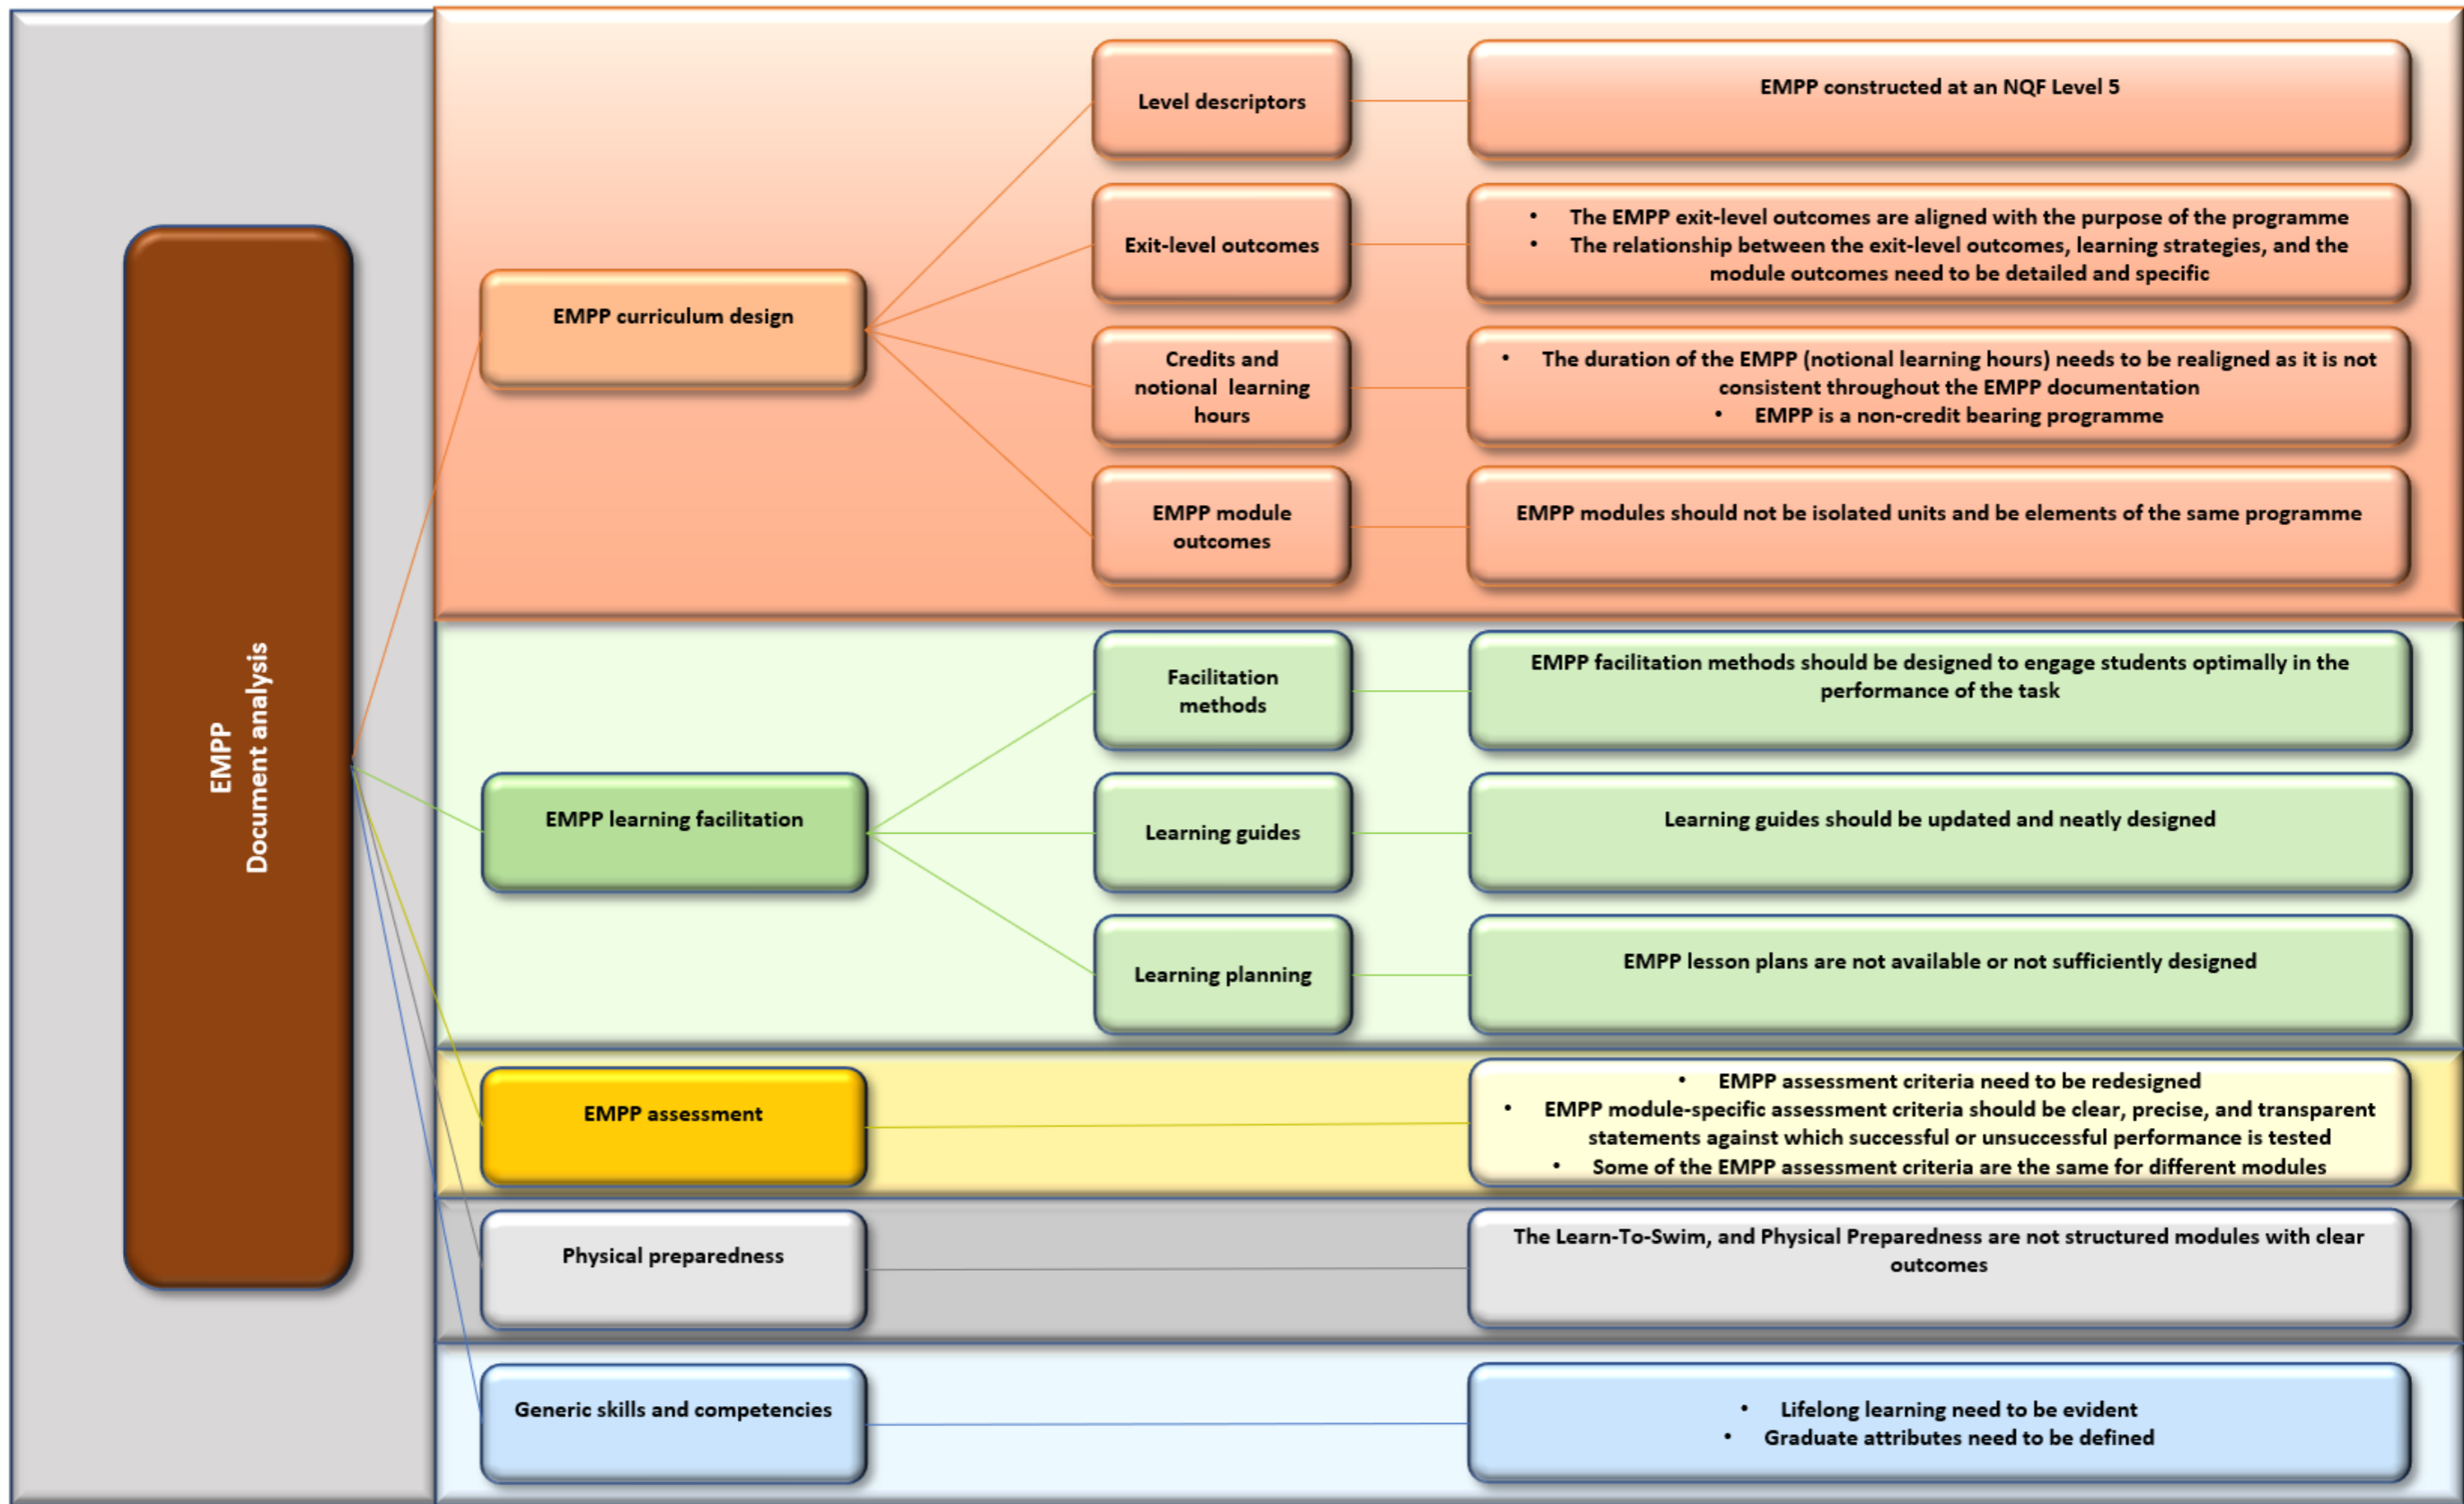 EMPP
Document analysis
EMPP curriculum design
Level descriptors
EMPP constructed at an NQF Level 5
Exit-level outcomes
• The EMPP exit-level outcomes are aligned with the purpose of the programme
• The relationship between the exit-level outcomes, learning strategies, and the
module outcomes need to be detailed and specific
Credits and
notional learning
hours
• The duration of the EMPP (notional learning hours) needs to be realigned as it is not
consistent throughout the EMPP documentation
• EMPP is a non-credit bearing programme
EMPP module
outcomes
EMPP modules should not be isolated units and be elements of the same programme
EMPP learning facilitation
Facilitation
methods
EMPP facilitation methods should be designed to engage students optimally in the
performance of the task
Learning guides
Learning guides should be updated and neatly designed
Learning planning
EMPP lesson plans are not available or not sufficiently designed
EMPP assessment
• EMPP assessment criteria need to be redesigned
• EMPP module-specific assessment criteria should be clear, precise, and transparent
statements against which successful or unsuccessful performance is tested
• Some of the EMPP assessment criteria are the same for different modules
Physical preparedness
The Learn-To-Swim, and Physical Preparedness are not structured modules with clear
outcomes
Generic skills and competencies
• Lifelong learning need to be evident
• Graduate attributes need to be defined